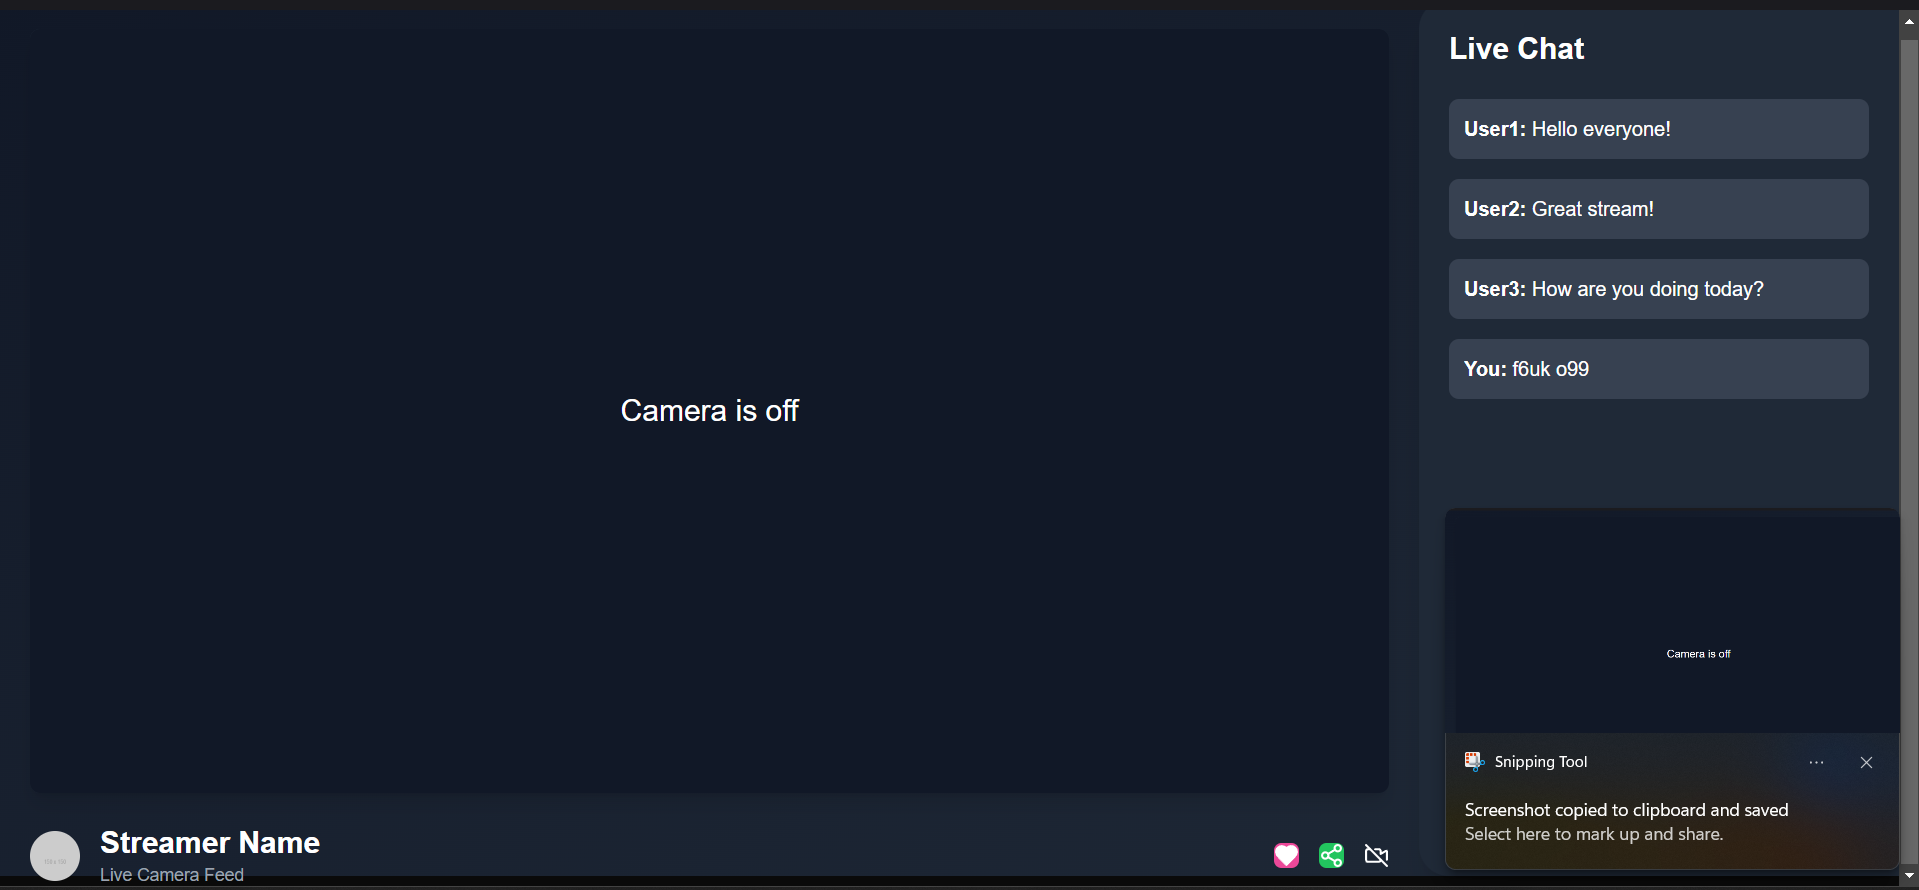 Camera is off
Streamer Name
Live Camera Feed
Live Chat
User1: Hello everyone!
User2: Great stream!
User3: How are you doing today?
You: f6uk o99
Camera is off
Snipping Tool
Screenshot copied to clipboard and saved
Select here to mark up and share.